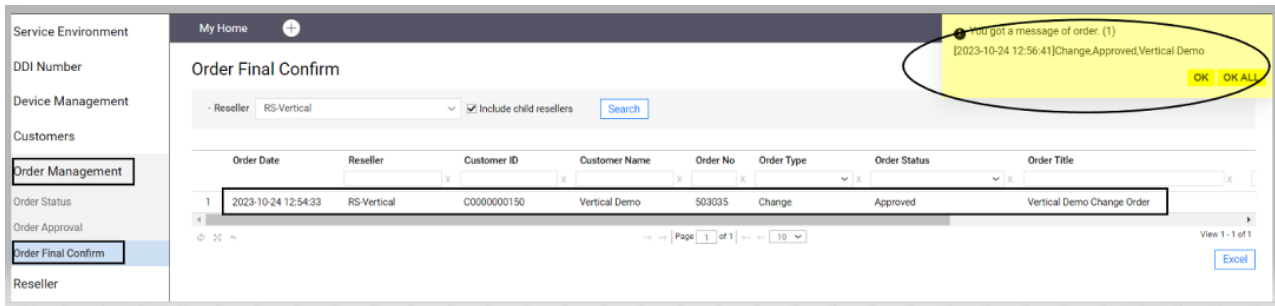 Service Environment
DDI Number
Device Management
Customers
Order Management
Order Status
Order Approval
Order Final Confirm
Reseller
My Home
You got a message of order. (1)
[2023-10-24 12:56:41]Change,Approved,Vertical Demo
OK OK ALL
Order Final Confirm
Reseller RS-Vertical Include child resellers Search
Order Date Reseller Customer ID Customer Name Order No Order Type Order Status Order Title
X X X X X X X
1 2023-10-24 12:54:33 RS-Vertical C0000000150 Vertical Demo 503035 Change Approved Vertical Demo Change Order
Page 1 of 1 10 View 1 - 1 of 1
Excel